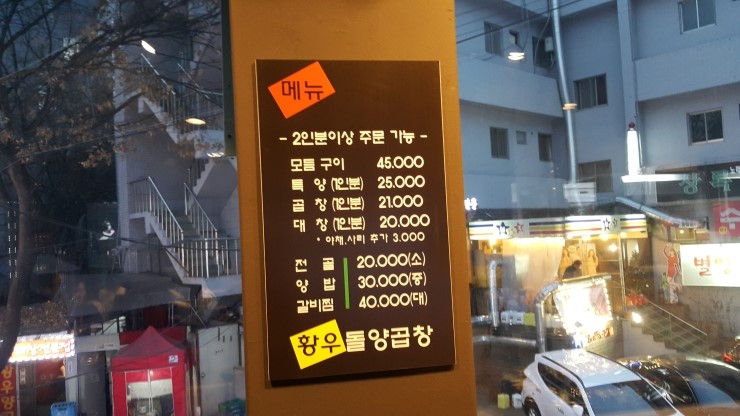 메뉴
- 2인분이상 주문 가능 -
모듬 구이 45.000
특 양 (1인분) 25.000
곱 창 (1인분) 21.000
대 창 (1인분) 20.000
* 야채.사리 추가 3.000
전 골 20.000(소)
양 밥 30.000(중)
갈비찜 40.000(대)
황우 돌양곱창